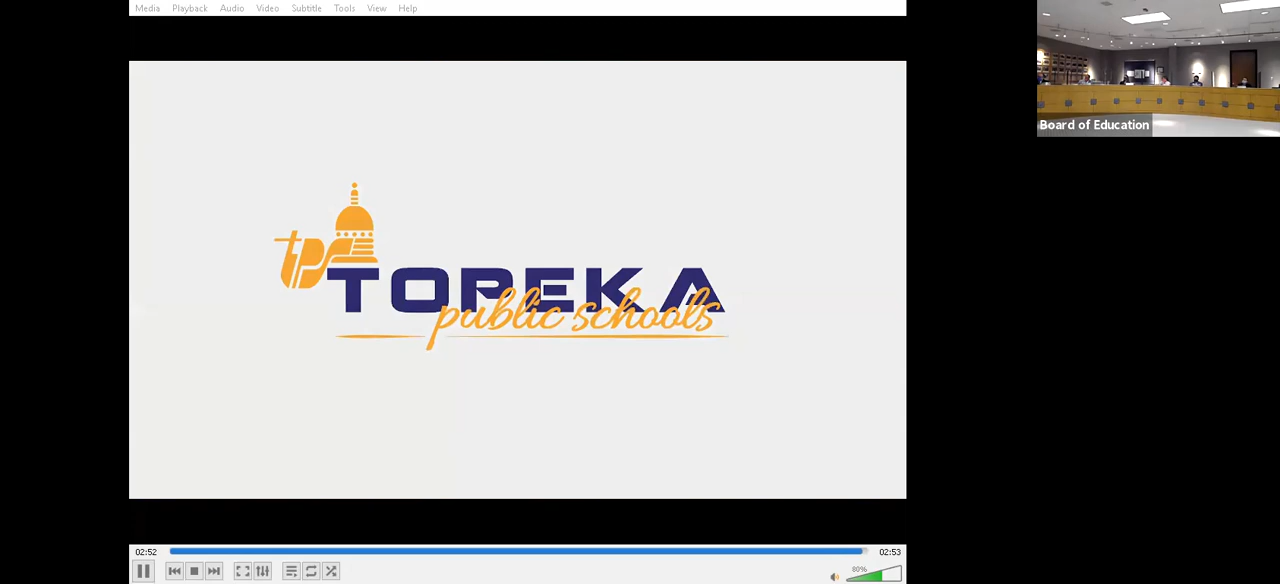 Media Playback Audio Video Subtitle Tools View Help
Board of Education
tps
TOPEKA
public schools
02:52
02:53
80%